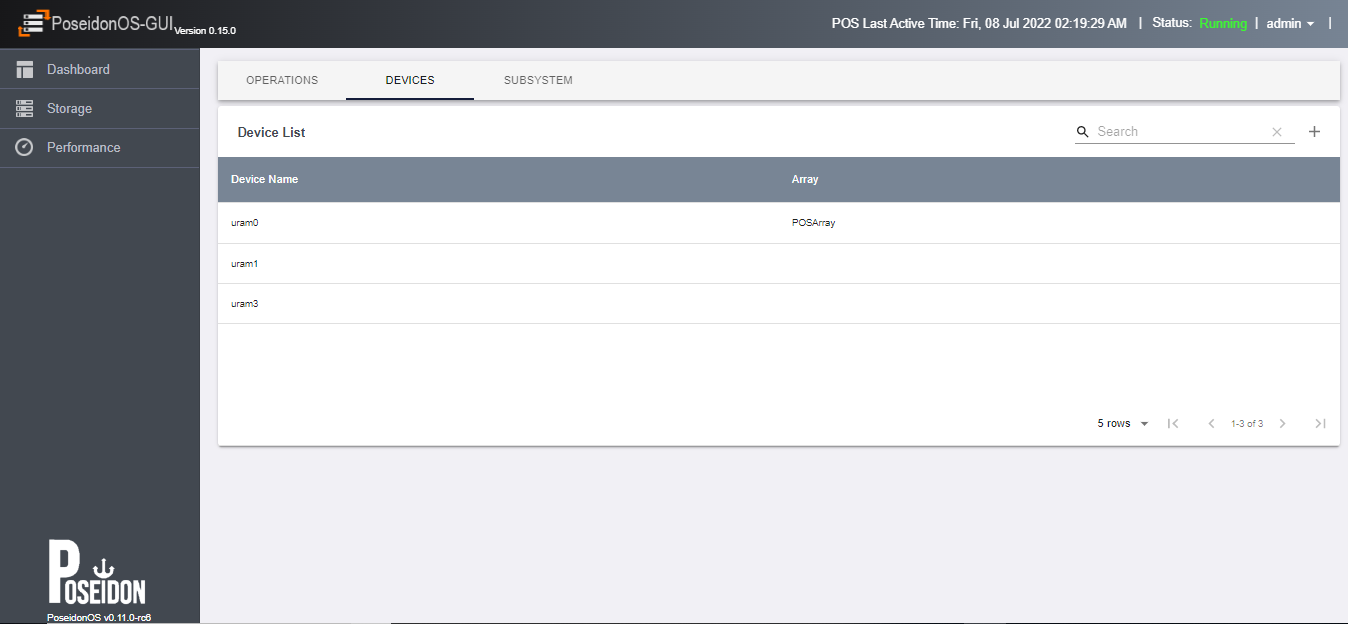 PoseidonOS-GUI Version 0.15.0
POS Last Active Time: Fri, 08 Jul 2022 02:19:29 AM | Status: Running | admin |
Dashboard
Storage
Performance
OPERATIONS DEVICES SUBSYSTEM
Device List
Search
Device Name Array
uram0 POSArray
uram1
uram3
5 rows 1-3 of 3
POSEIDON
PoseidonOS v0.11.0-rc6